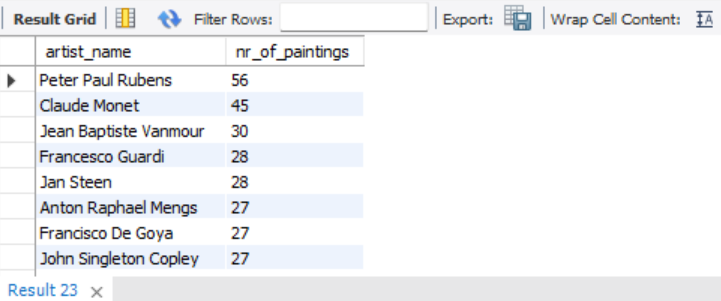 Result Grid Filter Rows: Export: Wrap Cell Content: IA
artist_name nr_of_paintings
Peter Paul Rubens 56
Claude Monet 45
Jean Baptiste Vanmour 30
Francesco Guardi 28
Jan Steen 28
Anton Raphael Mengs 27
Francisco De Goya 27
John Singleton Copley 27
Result 23 ×